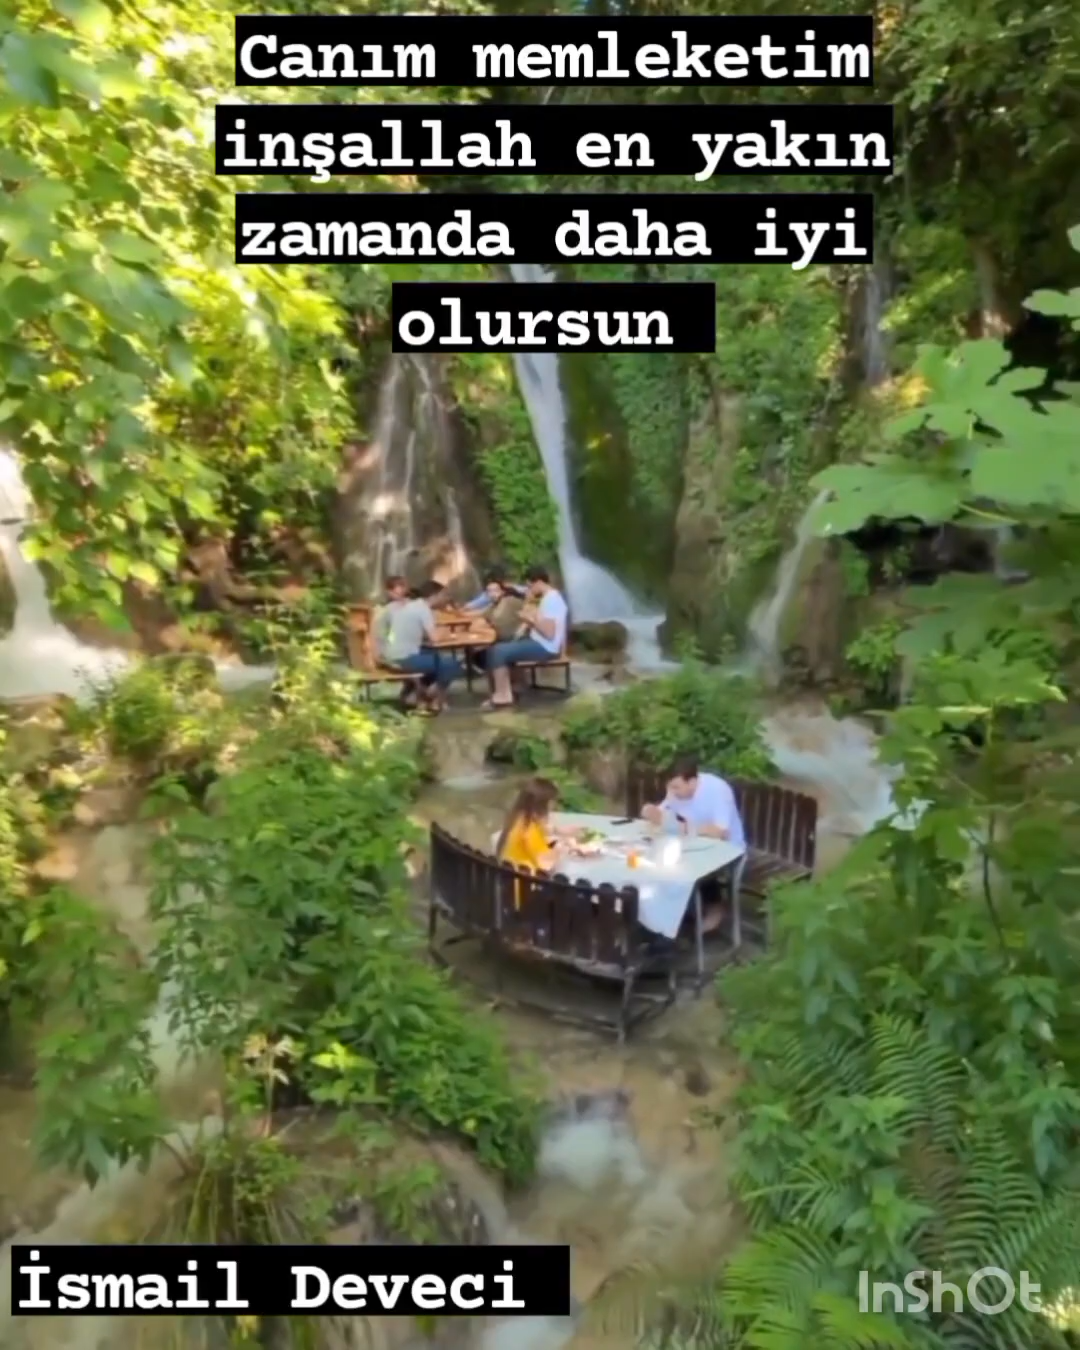 Canım memleketim
inşallah en yakın
zamanda daha iyi
olursun
İsmail Deveci
InShOt